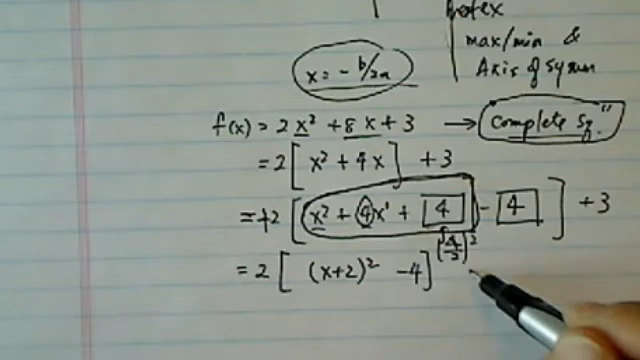 Vertex
max/min &
Axis of symm
x = - b/2a
f(x) = 2x² + 8x + 3 → "Complete Sq."
= 2[ x² + 4x ] + 3
= +2[ x² + 4x' + 4 - 4 ] + 3
(4/2)²
= 2[ (x+2)² - 4 ]